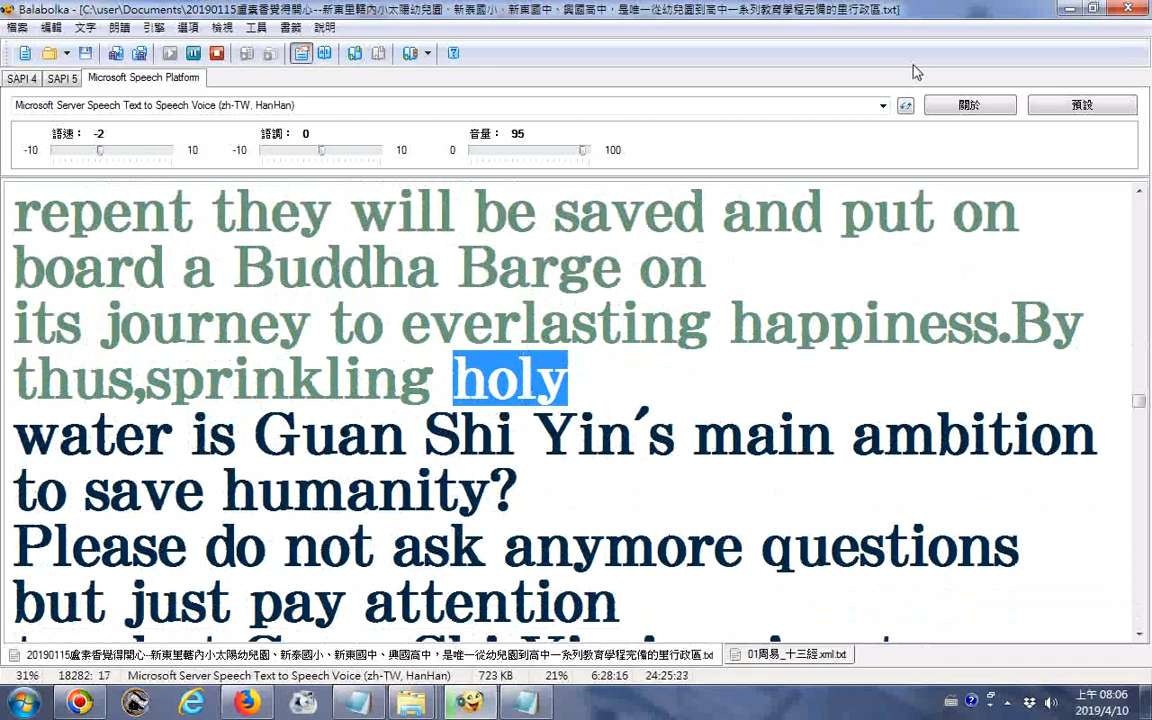 Balabolka - [C:\user\Documents\20190115盧素香覺得開心--新東里轄內小太陽幼兒園、新泰國小、新東國中、興國高中，是唯一從幼兒園到高中一系列教育學程完備的里行政區.txt]
檔案 編輯 文字 朗讀 引擎 選項 檢視 工具 書籤 說明
SAPI 4 SAPI 5 Microsoft Speech Platform
Microsoft Server Speech Text to Speech Voice (zh-TW, HanHan) 關於 預設
語速： -2 語調： 0 音量： 95
-10 10 -10 10 0 100
repent they will be saved and put on
board a Buddha Barge on
its journey to everlasting happiness.By
thus,sprinkling holy
water is Guan Shi Yin's main ambition
to save humanity?
Please do not ask anymore questions
but just pay attention
20190115盧素香覺得開心--新東里轄內小太陽幼兒園、新泰國小、新東國中、興國高中，是唯一從幼兒園到高中一系列教育學程完備的里行政區.txt 01周易_十三經.xml.txt
31% 18282: 17 Microsoft Server Speech Text to Speech Voice (zh-TW, HanHan) 723 KB 21% 6:28:16 24:25:23
上午 08:06
2019/4/10